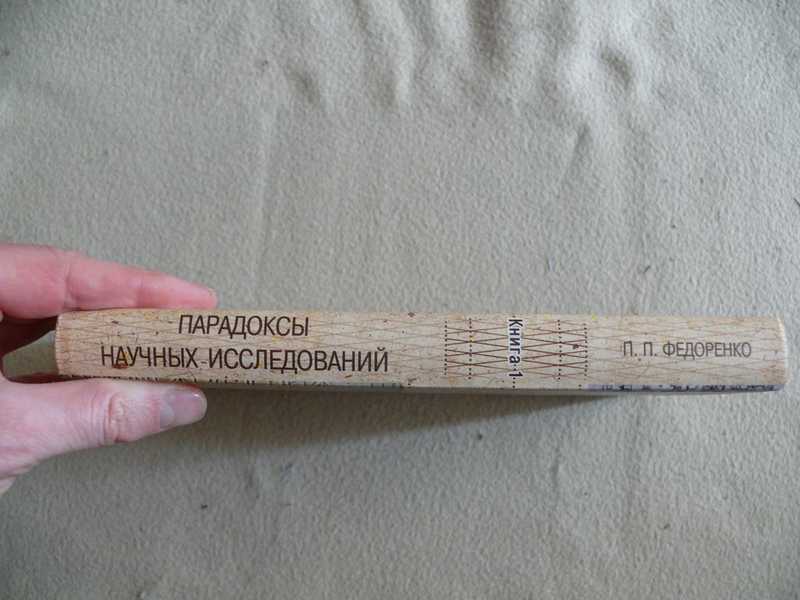 ПАРАДОКСЫ
НАУЧНЫХ ИССЛЕДОВАНИЙ
Книга 1
П. П. ФЕДОРЕНКО